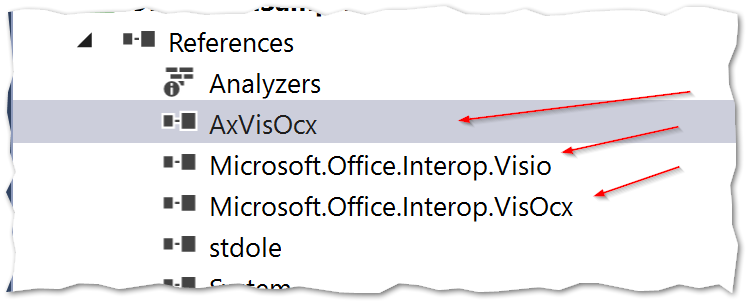 References
Analyzers
AxVisOcx
Microsoft.Office.Interop.Visio
Microsoft.Office.Interop.VisOcx
stdole